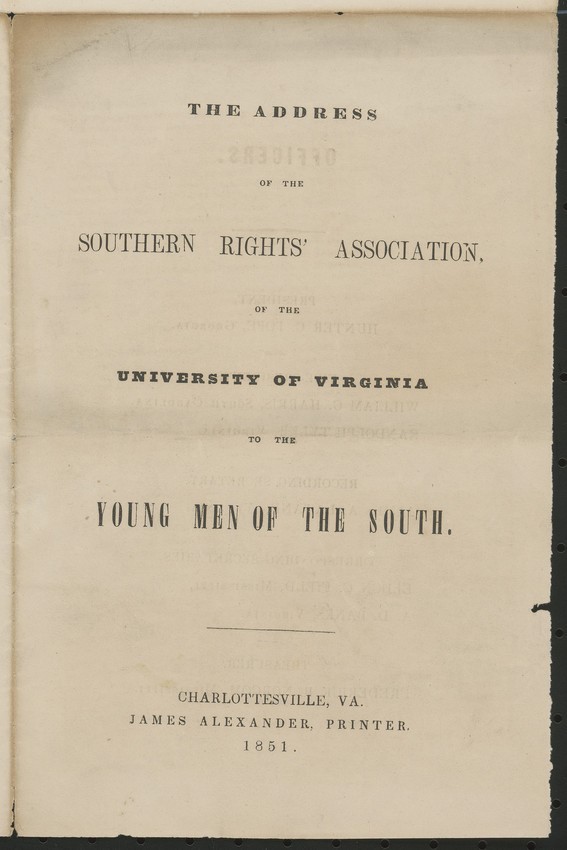 THE ADDRESS
OF THE
SOUTHERN RIGHTS' ASSOCIATION,
OF THE
UNIVERSITY OF VIRGINIA
TO THE
YOUNG MEN OF THE SOUTH.
CHARLOTTESVILLE, VA.
JAMES ALEXANDER, PRINTER.
1851.